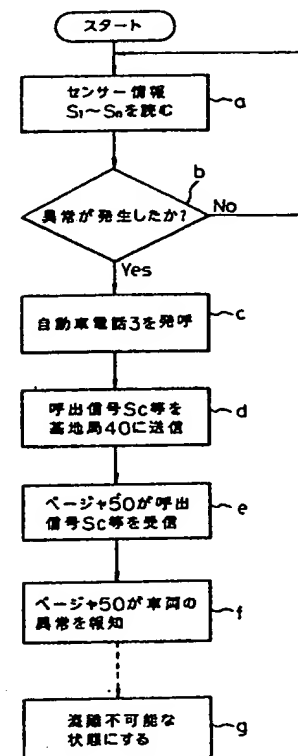 スタート
センサー情報
S1〜Snを読む
a
b
異常が発生したか?
No
Yes
自動車電話3を発呼
c
呼出信号Sc等を
基地局40に送信
d
ページャ50が呼出
信号Sc等を受信
e
ページャ50が車両の
異常を報知
f
盗難不可能な
状態にする
g